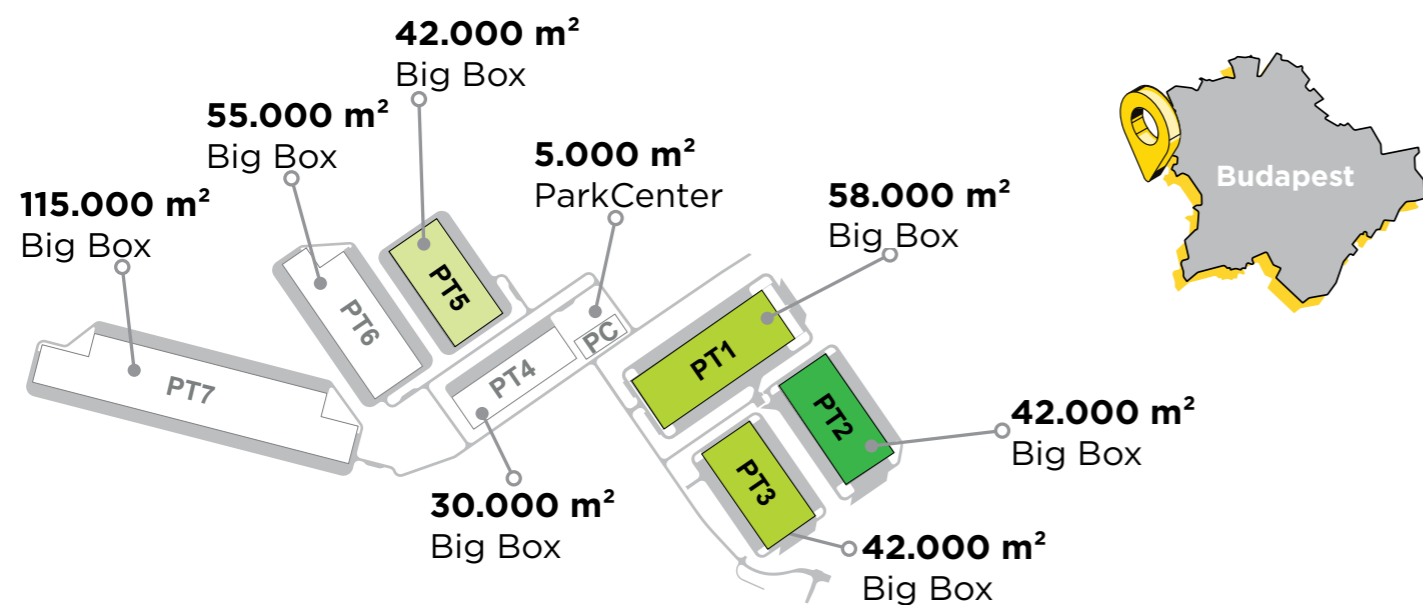 42.000 m²
Big Box
55.000 m²
Big Box
5.000 m²
ParkCenter
115.000 m²
Big Box
58.000 m²
Big Box
Budapest
PT5
PT6
PT7
PT4
PC
PT1
PT2
PT3
42.000 m²
Big Box
30.000 m²
Big Box
42.000 m²
Big Box